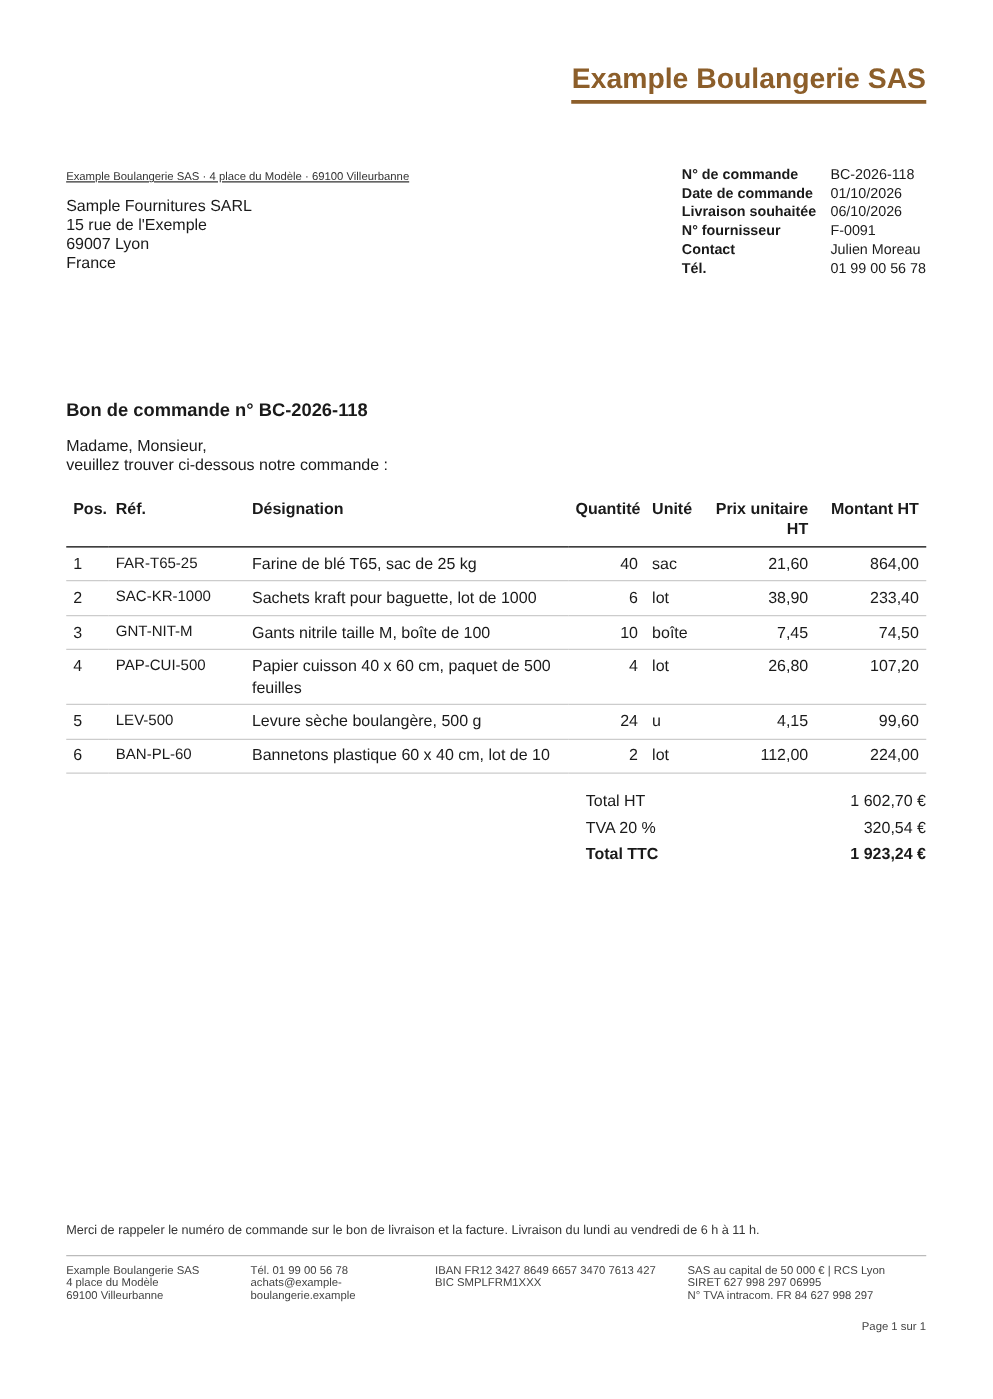 Example Boulangerie SAS
Example Boulangerie SAS · 4 place du Modèle · 69100 Villeurbanne
Sample Fournitures SARL
15 rue de l'Exemple
69007 Lyon
France
N° de commande BC-2026-118
Date de commande 01/10/2026
Livraison souhaitée 06/10/2026
N° fournisseur F-0091
Contact Julien Moreau
Tél. 01 99 00 56 78
Bon de commande n° BC-2026-118
Madame, Monsieur,
veuillez trouver ci-dessous notre commande :
Pos. Réf. Désignation Quantité Unité Prix unitaire Montant HT
HT
1 FAR-T65-25 Farine de blé T65, sac de 25 kg 40 sac 21,60 864,00
2 SAC-KR-1000 Sachets kraft pour baguette, lot de 1000 6 lot 38,90 233,40
3 GNT-NIT-M Gants nitrile taille M, boîte de 100 10 boîte 7,45 74,50
4 PAP-CUI-500 Papier cuisson 40 x 60 cm, paquet de 500 4 lot 26,80 107,20
feuilles
5 LEV-500 Levure sèche boulangère, 500 g 24 u 4,15 99,60
6 BAN-PL-60 Bannetons plastique 60 x 40 cm, lot de 10 2 lot 112,00 224,00
Total HT 1 602,70 €
TVA 20 % 320,54 €
Total TTC 1 923,24 €
Merci de rappeler le numéro de commande sur le bon de livraison et la facture. Livraison du lundi au vendredi de 6 h à 11 h.
Example Boulangerie SAS
4 place du Modèle
69100 Villeurbanne
Tél. 01 99 00 56 78
achats@example-
boulangerie.example
IBAN FR12 3427 8649 6657 3470 7613 427
BIC SMPLFRM1XXX
SAS au capital de 50 000 € | RCS Lyon
SIRET 627 998 297 06995
N° TVA intracom. FR 84 627 998 297
Page 1 sur 1